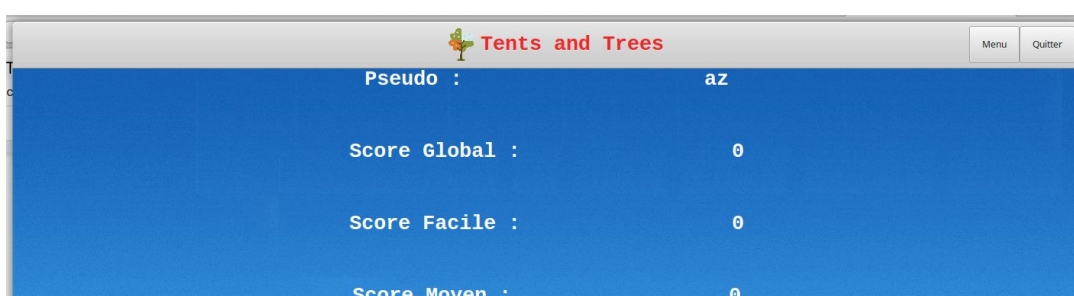 Tents and Trees
Menu Quitter
Pseudo : az
Score Global : 0
Score Facile : 0
Score Moyen : 0